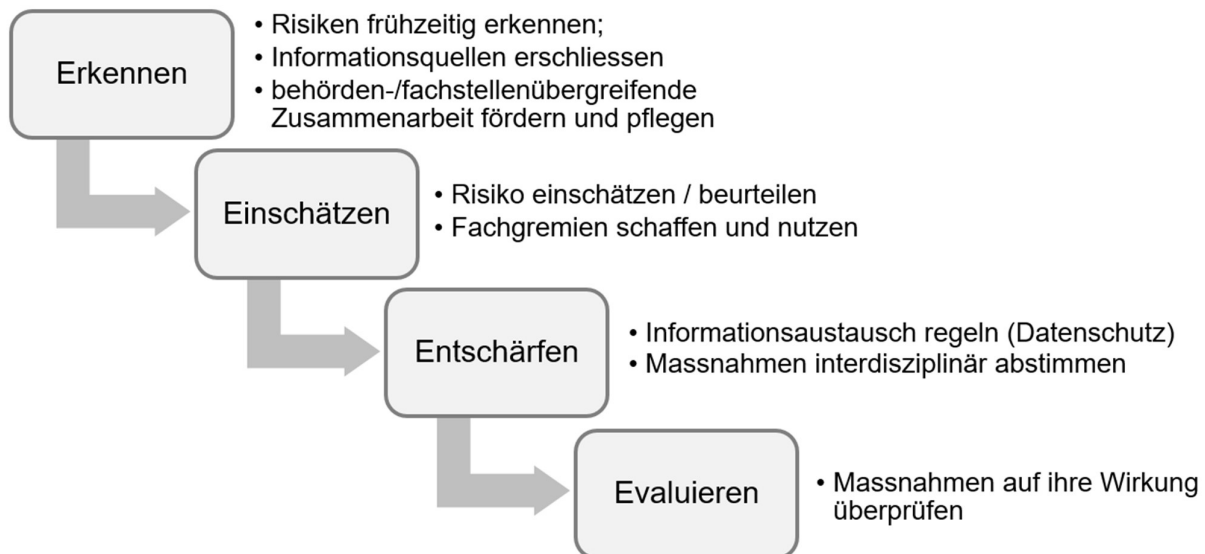 Erkennen
• Risiken frühzeitig erkennen;
• Informationsquellen erschliessen
• behörden-/fachstellenübergreifende
Zusammenarbeit fördern und pflegen
Einschätzen
• Risiko einschätzen / beurteilen
• Fachgremien schaffen und nutzen
Entschärfen
• Informationsaustausch regeln (Datenschutz)
• Massnahmen interdisziplinär abstimmen
Evaluieren
• Massnahmen auf ihre Wirkung
überprüfen